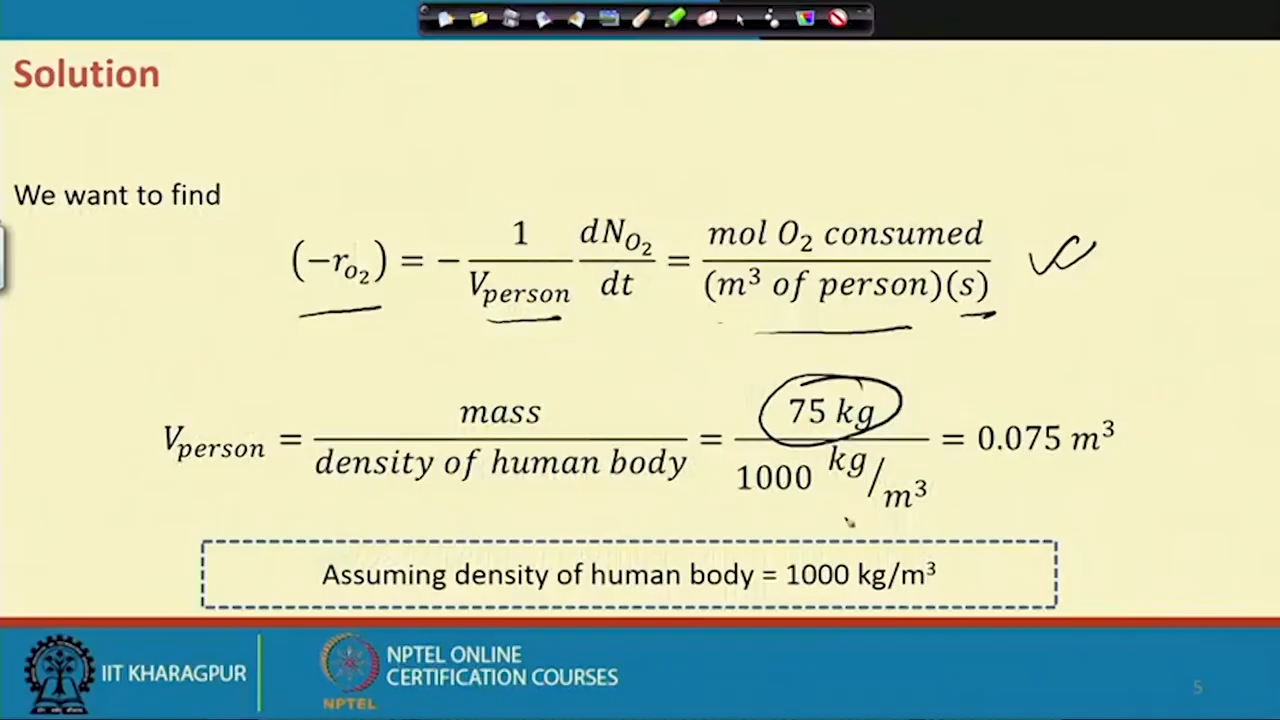 Solution
We want to find
(−r_{O_2}) = − \frac{1}{V_{person}} \frac{dN_{O_2}}{dt} = \frac{mol O_2 consumed}{(m^3 of person)(s)}
V_{person} = \frac{mass}{density of human body} = \frac{75 kg}{1000 kg/m^3} = 0.075 m^3
Assuming density of human body = 1000 kg/m³
IIT KHARAGPUR
NPTEL
NPTEL ONLINE
CERTIFICATION COURSES
5